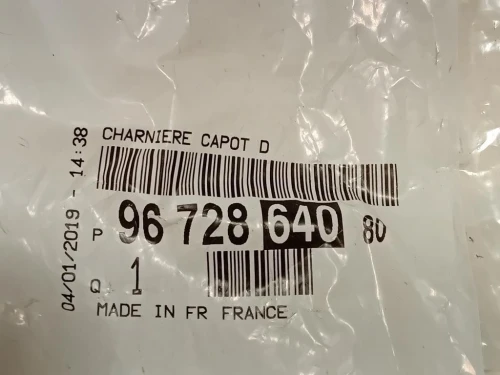 CHARNIERE CAPOT D
P 96 728 640 80
Q 1
MADE IN FR FRANCE
04/01/2019 - 14:38